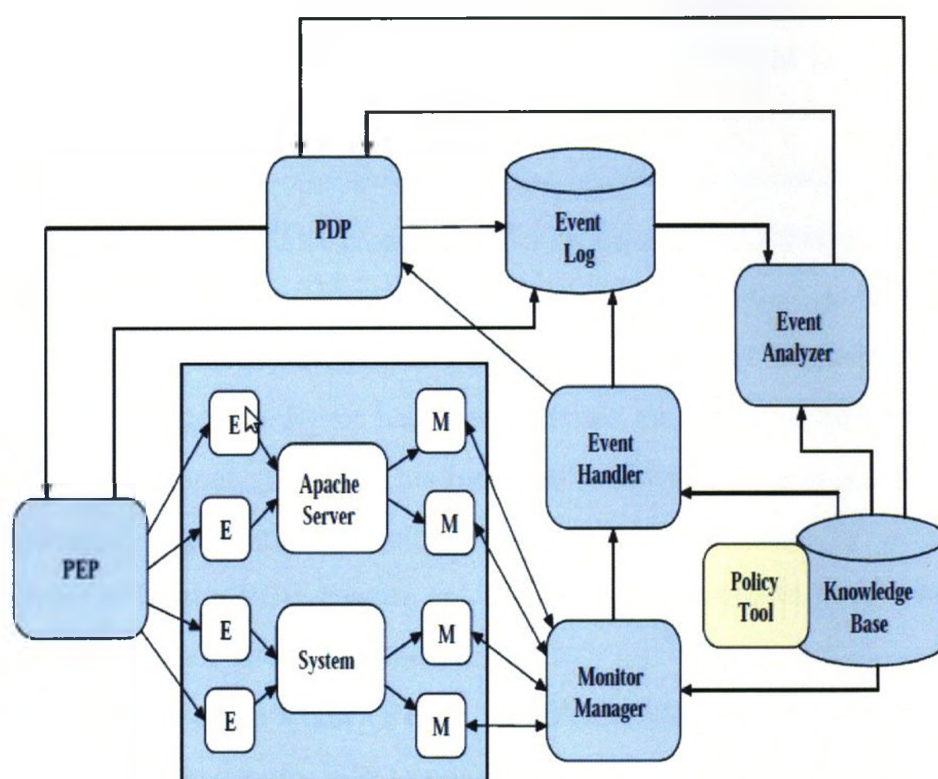 PDP
Event
Log
Event
Analyzer
E
M
Apache
Server
Event
Handler
E
M
PEP
Policy
Tool
Knowledge
Base
E
M
System
Monitor
Manager
E
M